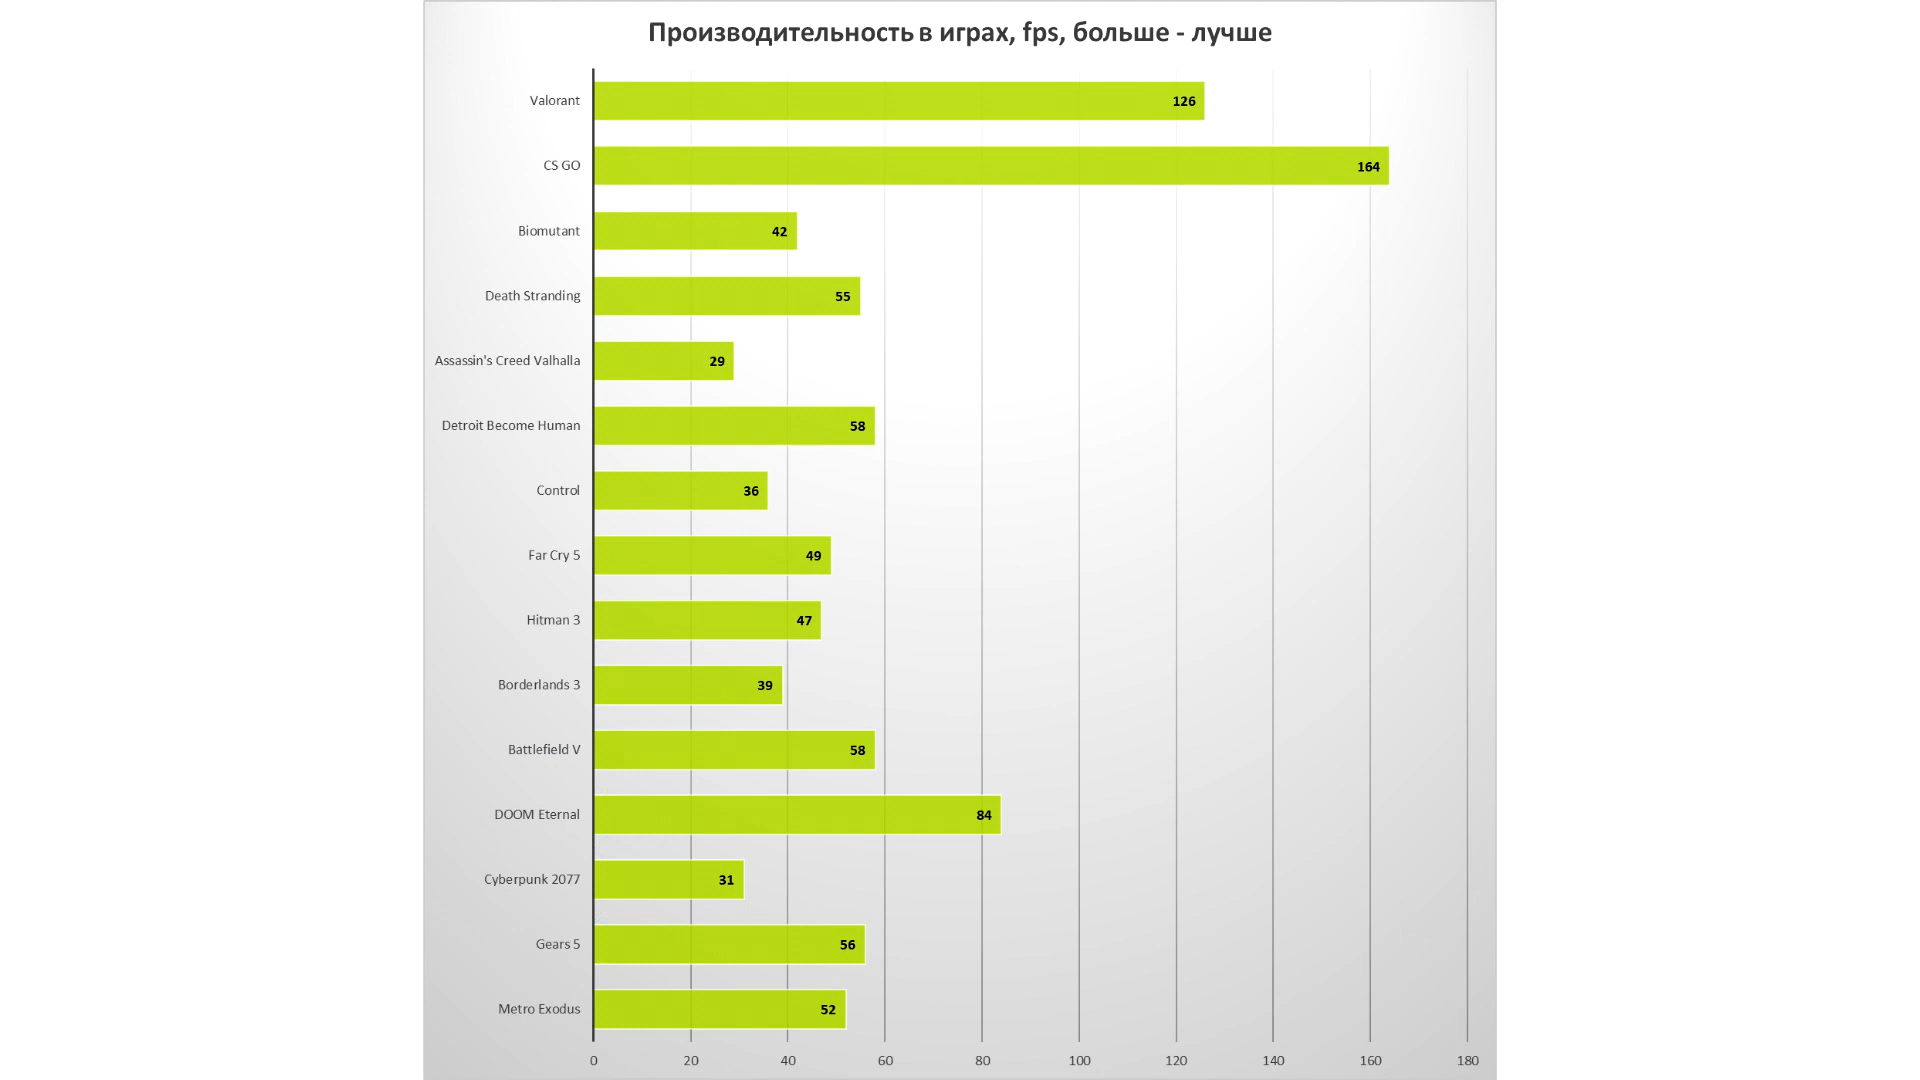 Производительность в играх, fps, больше - лучше
Valorant 126
CS GO 164
Biomutant 42
Death Stranding 55
Assassin's Creed Valhalla 29
Detroit Become Human 58
Control 36
Far Cry 5 49
Hitman 3 47
Borderlands 3 39
Battlefield V 58
DOOM Eternal 84
Cyberpunk 2077 31
Gears 5 56
Metro Exodus 52
0 20 40 60 80 100 120 140 160 180